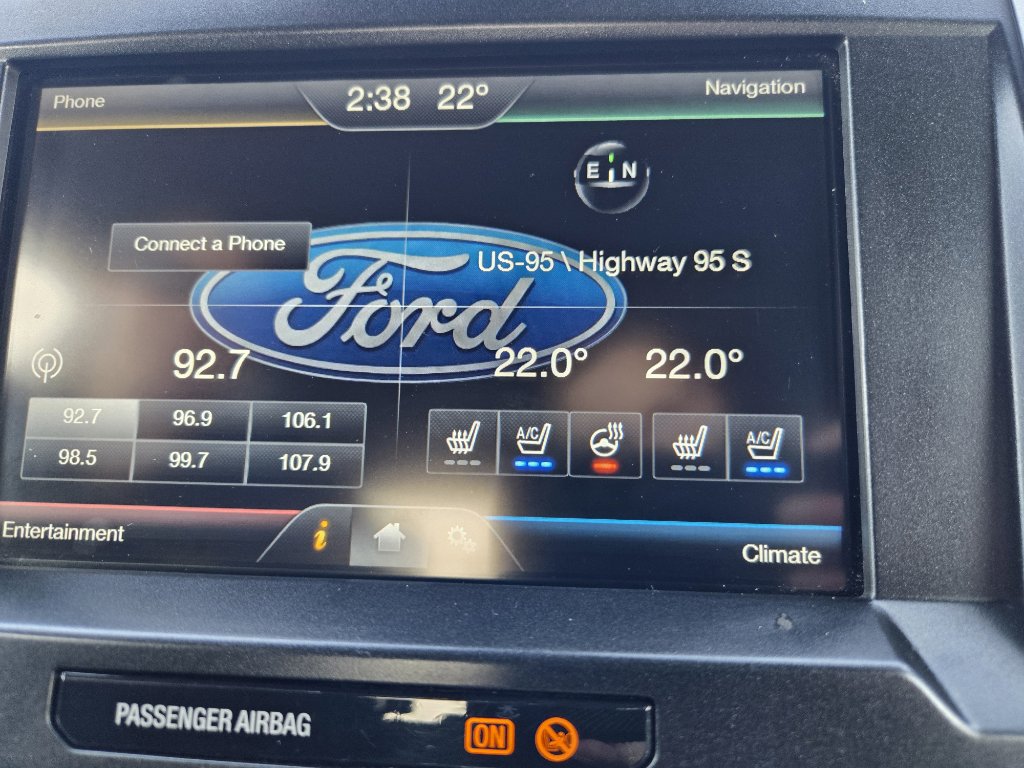 Phone
2:38 22°
Navigation
E N
Connect a Phone
US-95 \ Highway 95 S
Ford
92.7
22.0° 22.0°
92.7 96.9 106.1
98.5 99.7 107.9
A/C A/C
Entertainment
i
Climate
PASSENGER AIRBAG ON